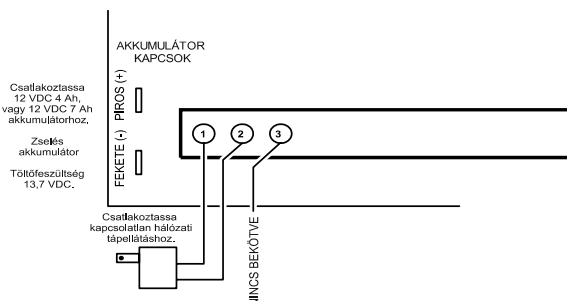 AKKUMULÁTOR
KAPCSOK
Csatlakoztassa
12 VDC 4 Ah,
vagy 12 VDC 7 Ah
akkumulátorhoz.
Zselés
akkumulátor
Töltőfeszültség
13,7 VDC.
PIROS (+)
FEKETE (-)
1 2 3
Csatlakoztassa
kapcsolatlan hálózati
tápellátáshoz.
NINCS BEKÖTVE